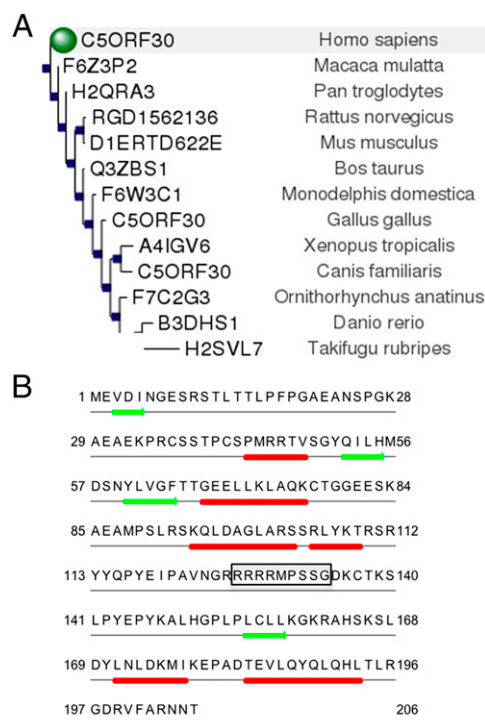 A
C5ORF30 Homo sapiens
F6Z3P2 Macaca mulatta
H2QRA3 Pan troglodytes
RGD1562136 Rattus norvegicus
D1ERTD622E Mus musculus
Q3ZBS1 Bos taurus
F6W3C1 Monodelphis domestica
C5ORF30 Gallus gallus
A4IGV6 Xenopus tropicalis
C5ORF30 Canis familiaris
F7C2G3 Ornithorhynchus anatinus
B3DHS1 Danio rerio
H2SVL7 Takifugu rubripes
B
1 MEVDINGESRSTLTTLPFPGAEANSPGK 28
29 AEAEKPRCSSTPCSPMRRTVSGYQILHM 56
57 DSNYLVGFTTGEELLKLAQKCTGGEESK 84
85 AEAMPSLRSKQLDAGLARSSRLYKTRSR 112
113 YYQPYEIPAVNGRRRRRMPSSGDKCTKS 140
141 LPYEPYKALHGPLPLCLLKGKRAHSKSL 168
169 DYLNLDKMIKEPADTEVLQYQLQHLTLR 196
197 GDRVFARNNT 206